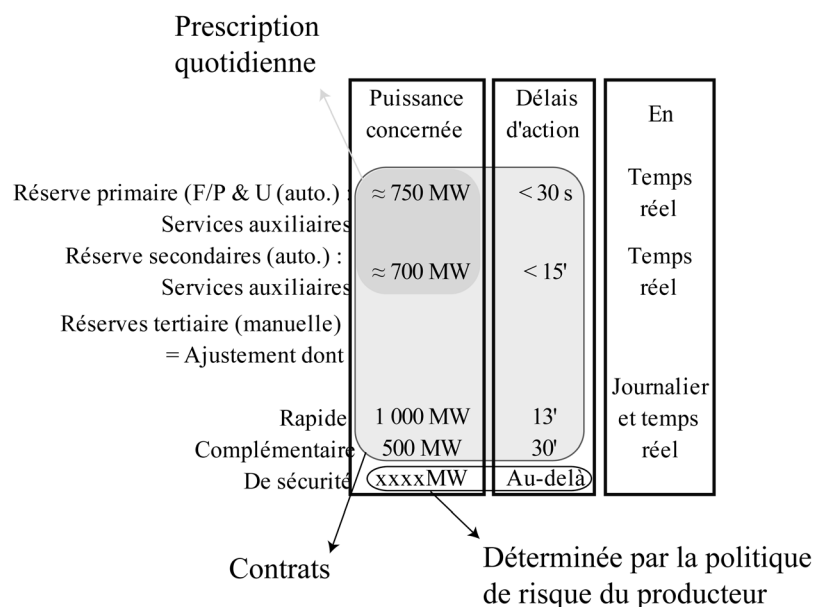 Prescription
quotidienne
Puissance
concernée
Délais
d'action
En
Réserve primaire (F/P & U (auto.) : ≈ 750 MW < 30 s Temps
réel
Services auxiliaires
Réserve secondaires (auto.) : ≈ 700 MW < 15' Temps
réel
Services auxiliaires
Réserves tertiaire (manuelle)
= Ajustement dont
Journalier
et temps
réel
Rapide 1 000 MW 13'
Complémentaire 500 MW 30'
De sécurité xxxxMW Au-delà
Contrats
Déterminée par la politique
de risque du producteur